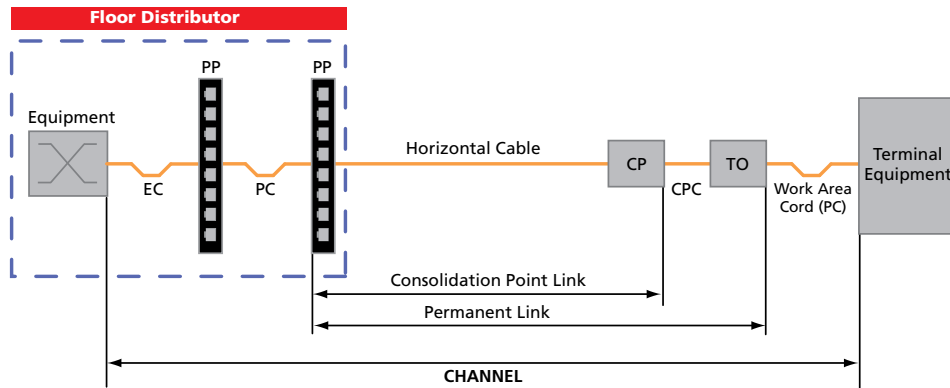 Floor Distributor
PP
PP
Equipment
EC
PC
Horizontal Cable
CP
CPC
TO
Work Area
Cord (PC)
Terminal
Equipment
Consolidation Point Link
Permanent Link
CHANNEL